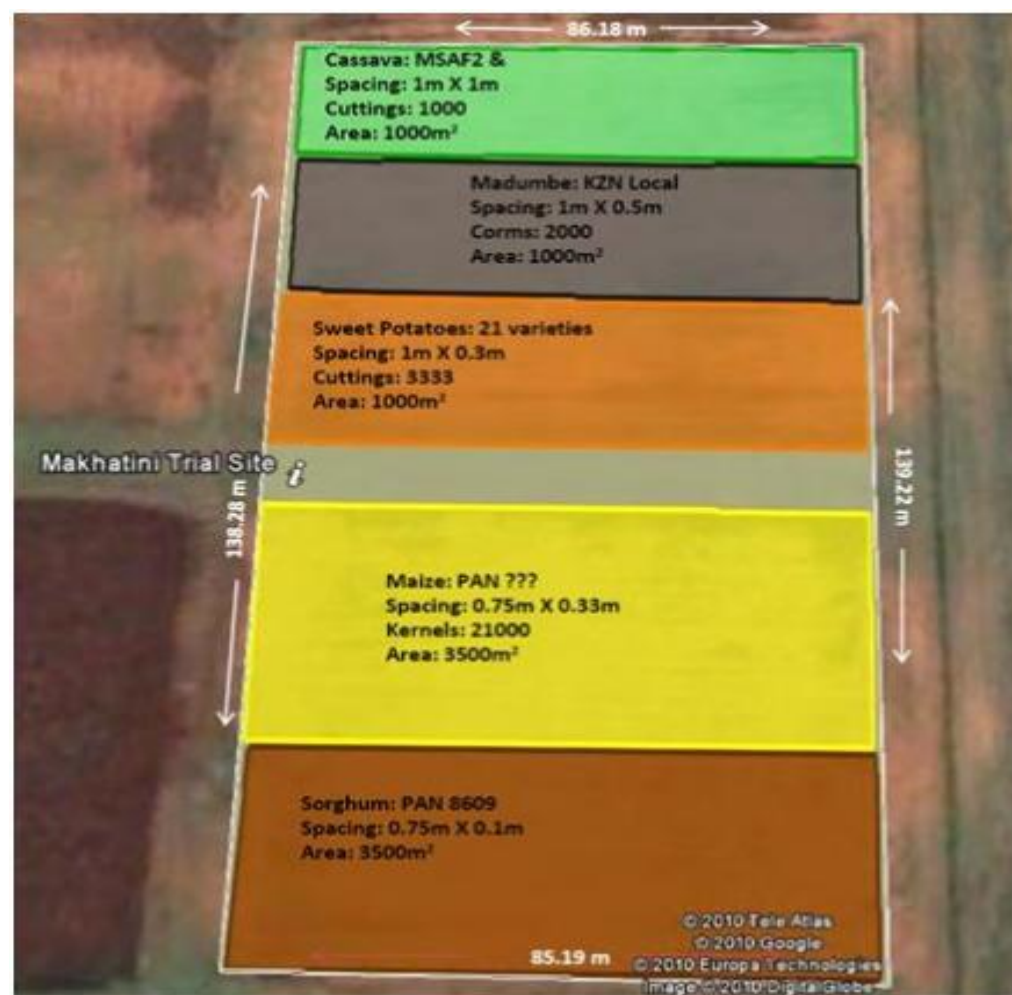 86.18 m
Cassava: MSAF2 &
Spacing: 1m X 1m
Cuttings: 1000
Area: 1000m²
Madumbe: KZN Local
Spacing: 1m X 0.5m
Corms: 2000
Area: 1000m²
Sweet Potatoes: 21 varieties
Spacing: 1m X 0.3m
Cuttings: 3333
Area: 1000m²
Makhatini Trial Site i
138.28 m
139.22 m
Maize: PAN ???
Spacing: 0.75m X 0.33m
Kernels: 21000
Area: 3500m²
Sorghum: PAN 8609
Spacing: 0.75m X 0.1m
Area: 3500m²
85.19 m
© 2010 Tele Atlas
© 2010 Google
© 2010 Europa Technologies
Image © 2010 Digital Globe